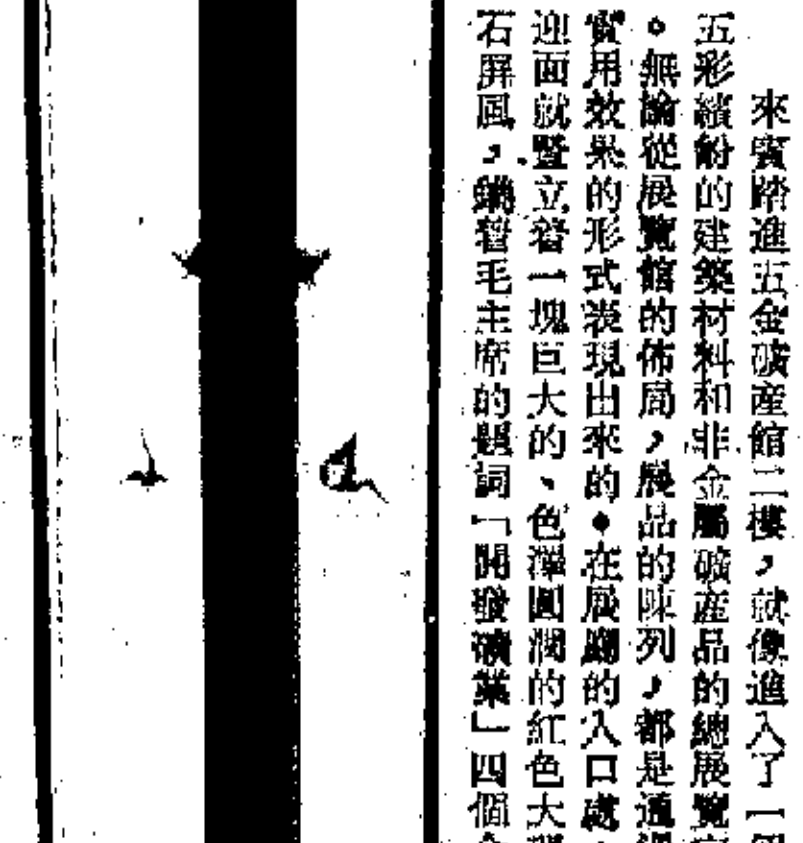 來賓踏進五金礦產館二樓，就像進入了一
五彩繽紛的建築材料和非金屬礦產品的總展覽
。無論從展覽館的佈局，展品的陳列，都是通
實用效果的形式表現出來的。在展廳的入口處
迎面就豎立着一塊巨大的、色澤圓潤的紅色大
石屏風，鐫着毛主席的題詞「開發礦業」四個